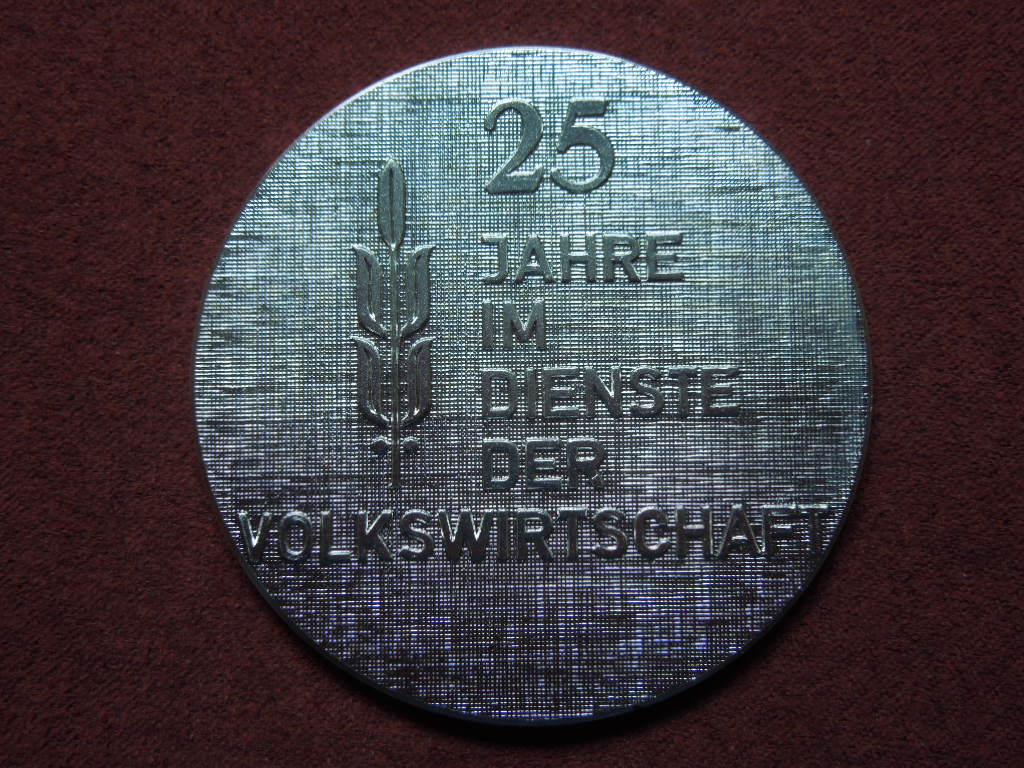 25
JAHRE
IM
DIENSTE
DER
VOLKSWIRTSCHAFT